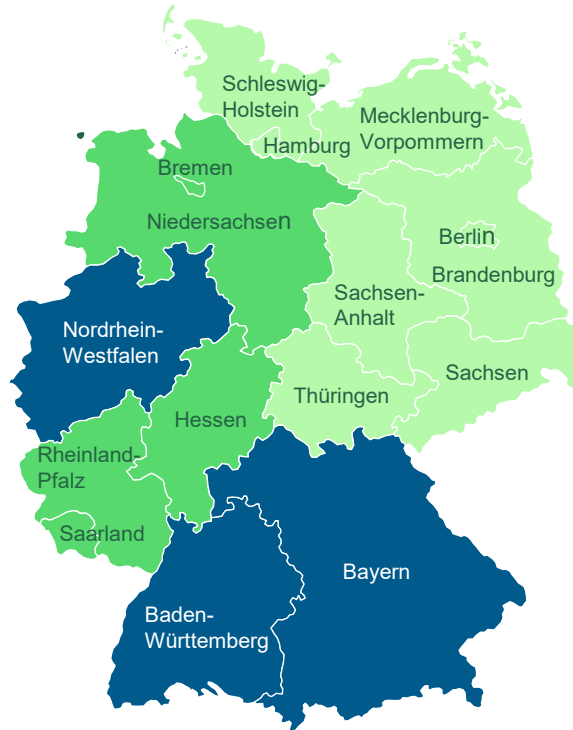 Schleswig-
Holstein
Mecklenburg-
Vorpommern
Hamburg
Bremen
Niedersachsen
Berlin
Brandenburg
Sachsen-
Anhalt
Nordrhein-
Westfalen
Sachsen
Thüringen
Hessen
Rheinland-
Pfalz
Saarland
Bayern
Baden-
Württemberg